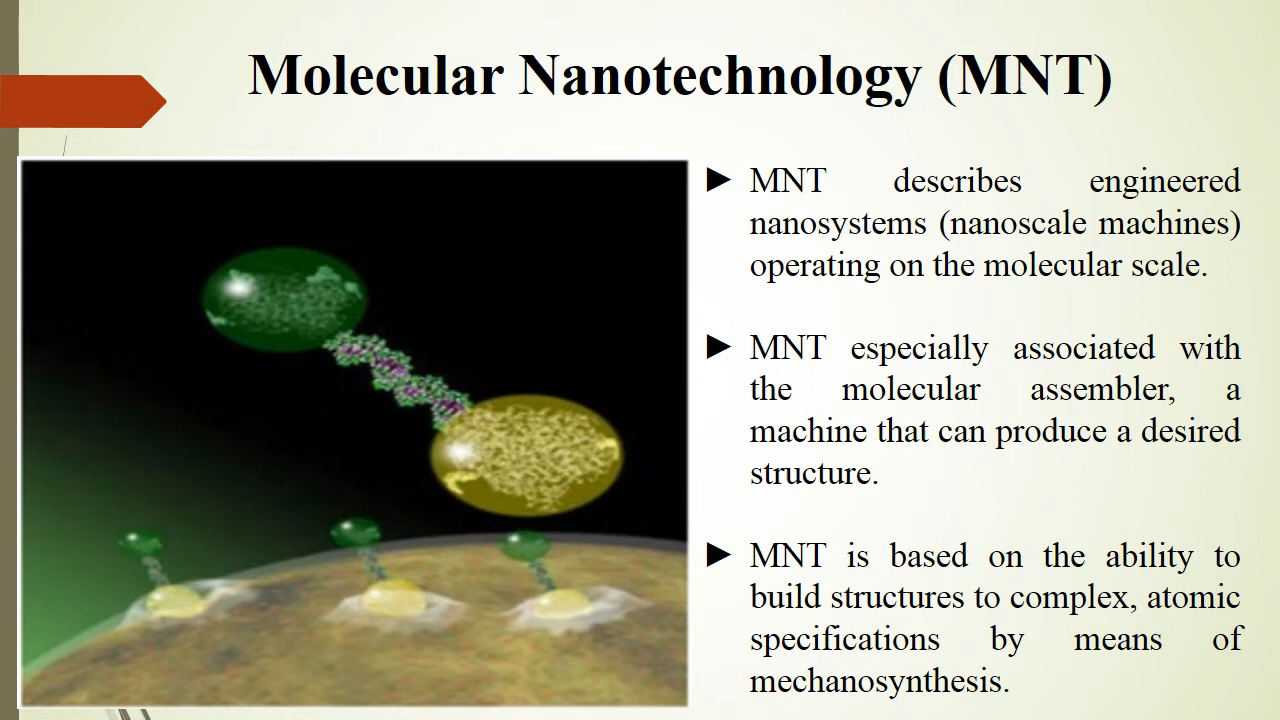 Molecular Nanotechnology (MNT)
MNT describes engineered
nanosystems (nanoscale machines)
operating on the molecular scale.
MNT especially associated with
the molecular assembler, a
machine that can produce a desired
structure.
MNT is based on the ability to
build structures to complex, atomic
specifications by means of
mechanosynthesis.